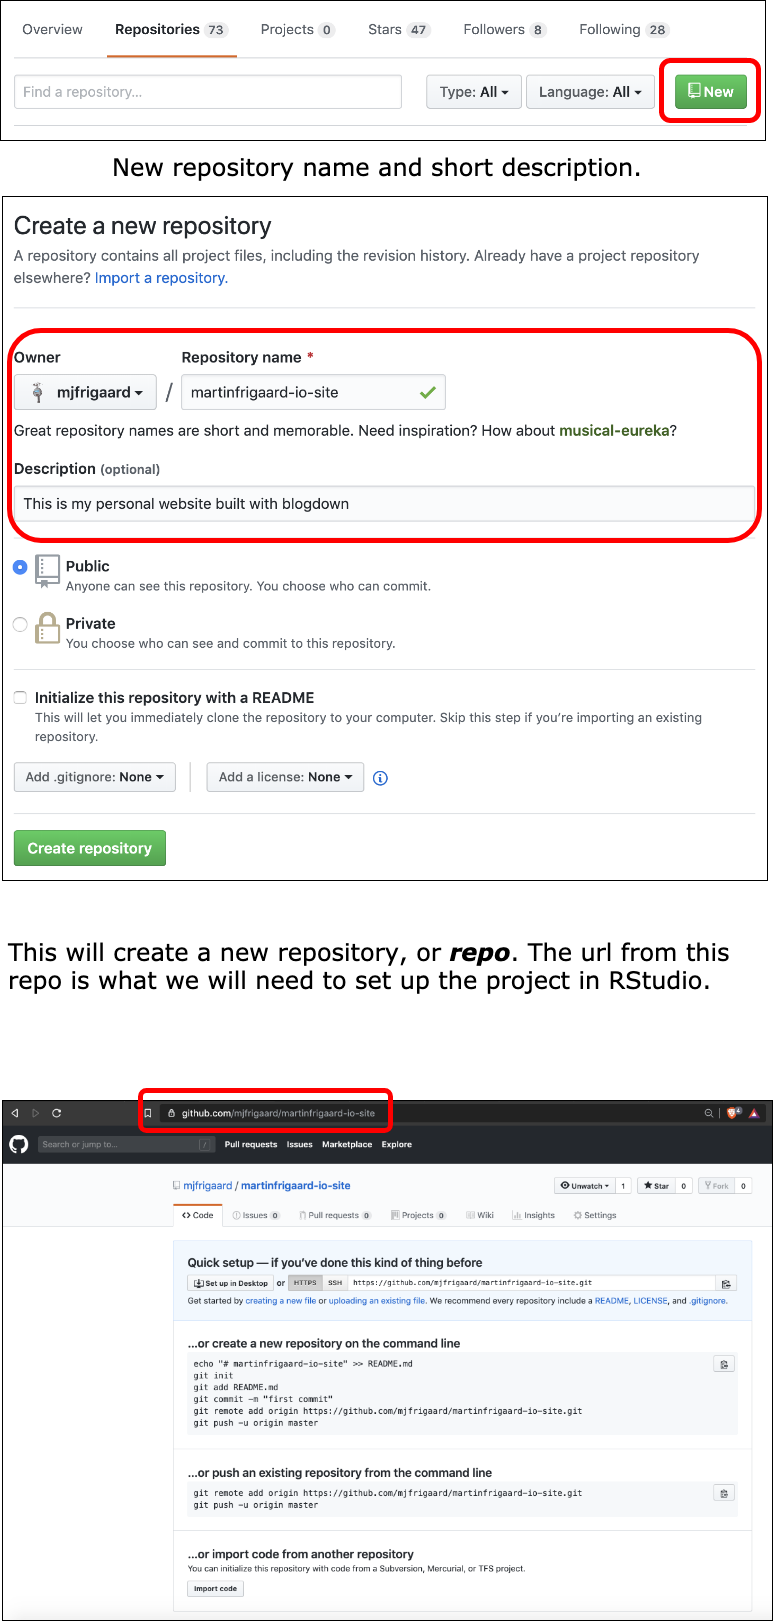 Overview Repositories 73 Projects 0 Stars 47 Followers 8 Following 28
Find a repository... Type: All Language: All New
New repository name and short description.
Create a new repository
A repository contains all project files, including the revision history. Already have a project repository
elsewhere? Import a repository.
Owner Repository name *
mjfrigaard / martinfrigaard-io-site
Great repository names are short and memorable. Need inspiration? How about musical-eureka?
Description (optional)
This is my personal website built with blogdown
Public
Anyone can see this repository. You choose who can commit.
Private
You choose who can see and commit to this repository.
Initialize this repository with a README
This will let you immediately clone the repository to your computer. Skip this step if you're importing an existing
repository.
Add .gitignore: None Add a license: None
Create repository
This will create a new repository, or repo. The url from this
repo is what we will need to set up the project in RStudio.
github.com/mjfrigaard/martinfrigaard-io-site
Search or jump to... / Pull requests Issues Marketplace Explore
mjfrigaard / martinfrigaard-io-site Unwatch 1 Star 0 Fork 0
Code Issues 0 Pull requests 0 Projects 0 Wiki Insights Settings
Quick setup — if you've done this kind of thing before
Set up in Desktop or HTTPS SSH https://github.com/mjfrigaard/martinfrigaard-io-site.git
Get started by creating a new file or uploading an existing file. We recommend every repository include a README, LICENSE, and .gitignore.
...or create a new repository on the command line
echo "# martinfrigaard-io-site" >> README.md
git init
git add README.md
git commit -m "first commit"
git remote add origin https://github.com/mjfrigaard/martinfrigaard-io-site.git
git push -u origin master
...or push an existing repository from the command line
git remote add origin https://github.com/mjfrigaard/martinfrigaard-io-site.git
git push -u origin master
...or import code from another repository
You can initialize this repository with code from a Subversion, Mercurial, or TFS project.
Import code